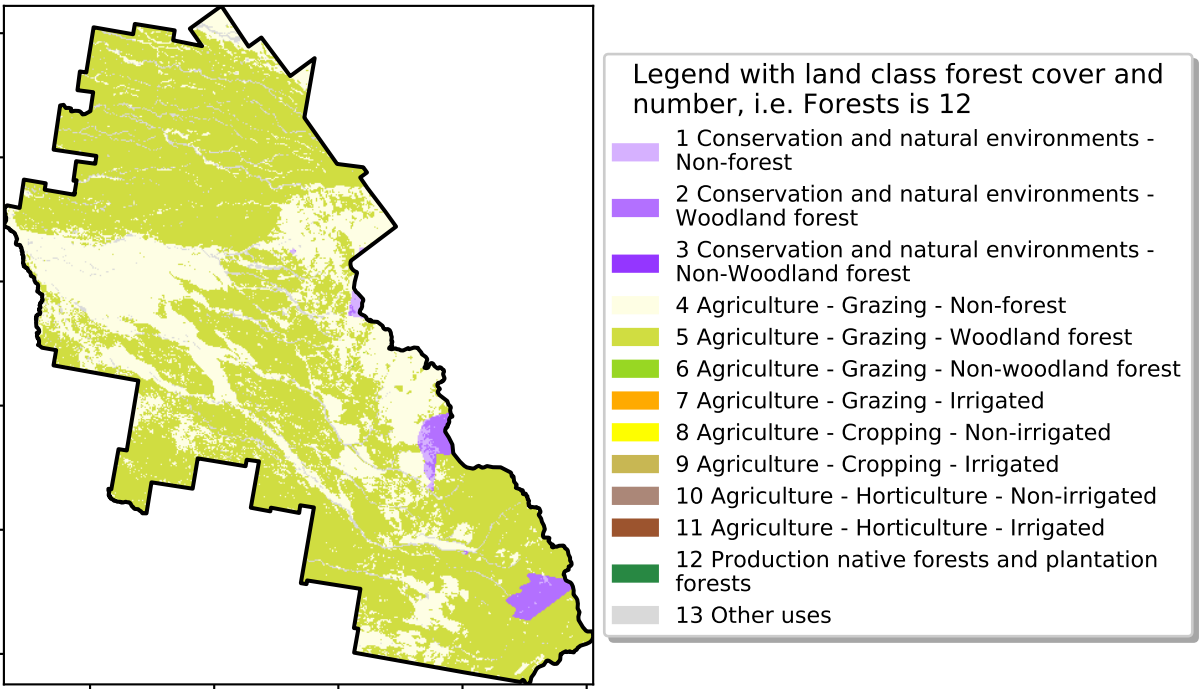 Legend with land class forest cover and
number, i.e. Forests is 12
1 Conservation and natural environments -
Non-forest
2 Conservation and natural environments -
Woodland forest
3 Conservation and natural environments -
Non-Woodland forest
4 Agriculture - Grazing - Non-forest
5 Agriculture - Grazing - Woodland forest
6 Agriculture - Grazing - Non-woodland forest
7 Agriculture - Grazing - Irrigated
8 Agriculture - Cropping - Non-irrigated
9 Agriculture - Cropping - Irrigated
10 Agriculture - Horticulture - Non-irrigated
11 Agriculture - Horticulture - Irrigated
12 Production native forests and plantation
forests
13 Other uses